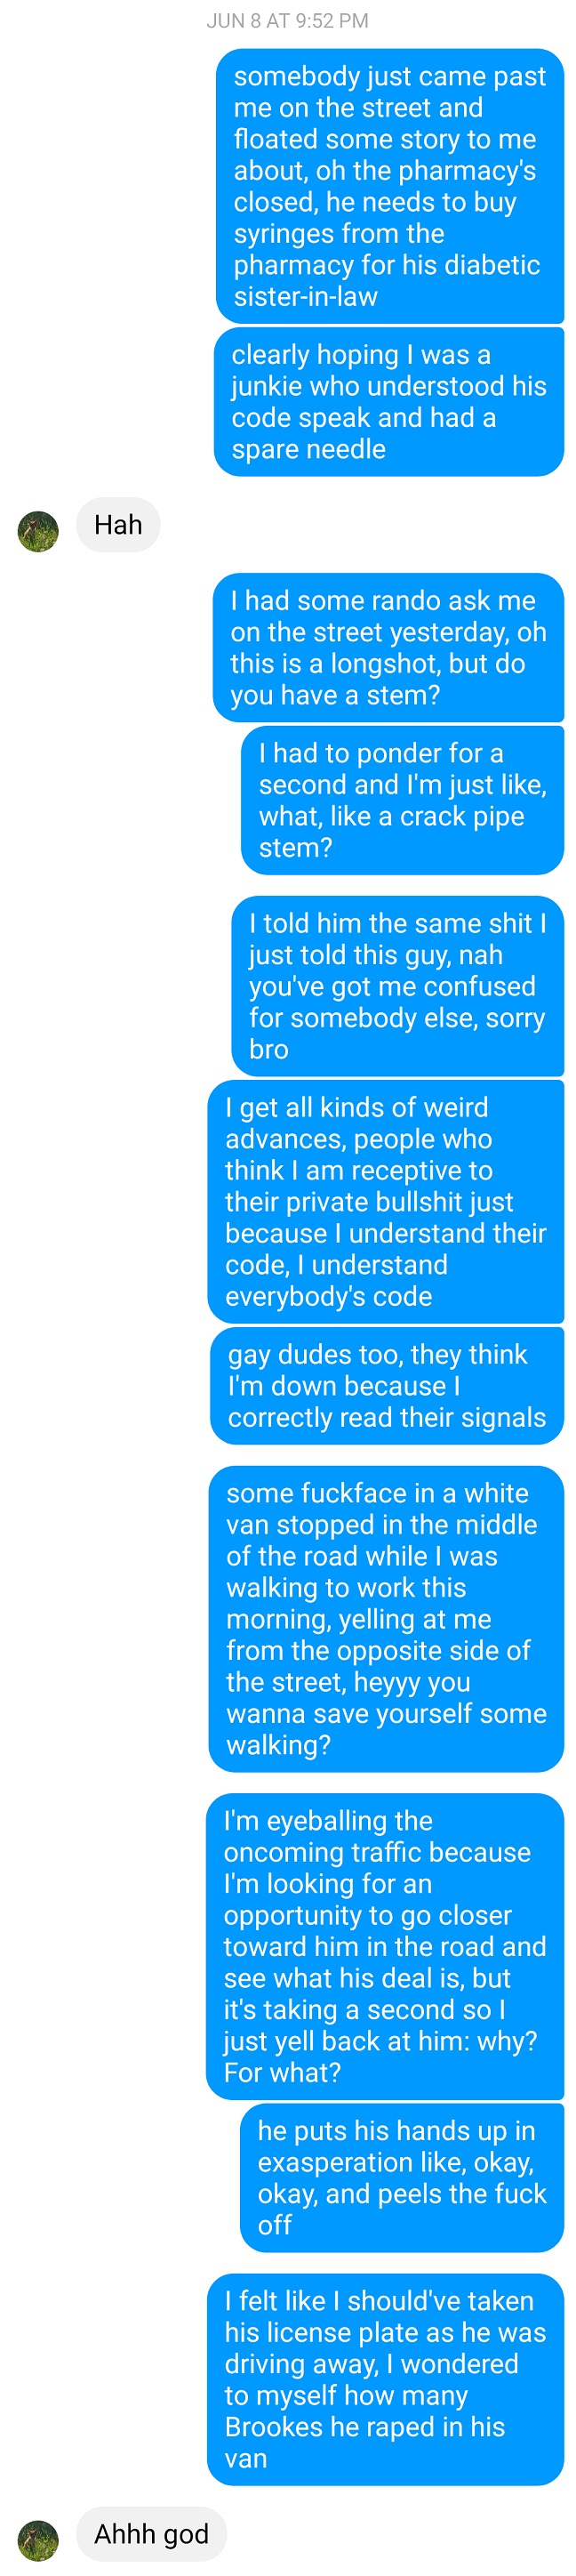 JUN 8 AT 9:52 PM
somebody just came past
me on the street and
floated some story to me
about, oh the pharmacy's
closed, he needs to buy
syringes from the
pharmacy for his diabetic
sister-in-law
clearly hoping I was a
junkie who understood his
code speak and had a
spare needle
Hah
I had some rando ask me
on the street yesterday, oh
this is a longshot, but do
you have a stem?
I had to ponder for a
second and I'm just like,
what, like a crack pipe
stem?
I told him the same shit I
just told this guy, nah
you've got me confused
for somebody else, sorry
bro
I get all kinds of weird
advances, people who
think I am receptive to
their private bullshit just
because I understand their
code, I understand
everybody's code
gay dudes too, they think
I'm down because I
correctly read their signals
some fuckface in a white
van stopped in the middle
of the road while I was
walking to work this
morning, yelling at me
from the opposite side of
the street, heyyy you
wanna save yourself some
walking?
I'm eyeballing the
oncoming traffic because
I'm looking for an
opportunity to go closer
toward him in the road and
see what his deal is, but
it's taking a second so I
just yell back at him: why?
For what?
he puts his hands up in
exasperation like, okay,
okay, and peels the fuck
off
I felt like I should've taken
his license plate as he was
driving away, I wondered
to myself how many
Brookes he raped in his
van
Ahhh god